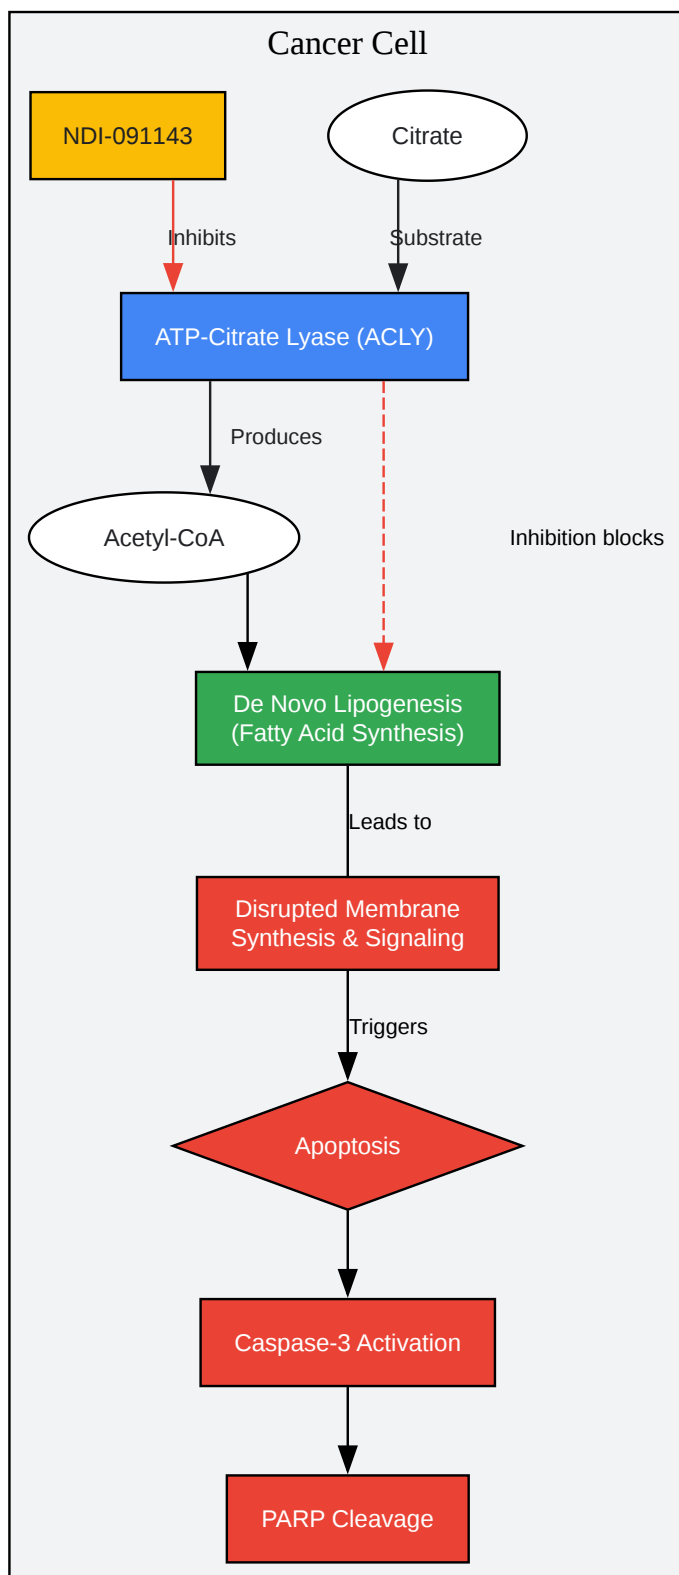 Cancer Cell
NDI-091143
Citrate
Inhibits
Substrate
ATP-Citrate Lyase (ACLY)
Produces
Acetyl-CoA
Inhibition blocks
De Novo Lipogenesis
(Fatty Acid Synthesis)
Leads to
Disrupted Membrane
Synthesis & Signaling
Triggers
Apoptosis
Caspase-3 Activation
PARP Cleavage